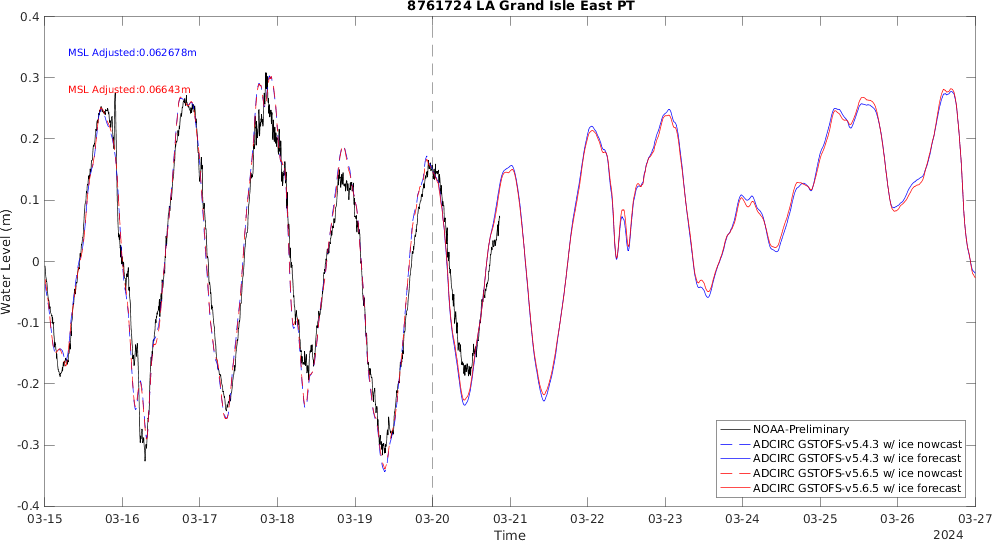 8761724 LA Grand Isle East PT
MSL Adjusted:0.062678m
MSL Adjusted:0.06643m
Water Level (m)
0.4
0.3
0.2
0.1
0
-0.1
-0.2
-0.3
-0.4
NOAA-Preliminary
ADCIRC GSTOFS-v5.4.3 w/ ice nowcast
ADCIRC GSTOFS-v5.4.3 w/ ice forecast
ADCIRC GSTOFS-v5.6.5 w/ ice nowcast
ADCIRC GSTOFS-v5.6.5 w/ ice forecast
03-15 03-16 03-17 03-18 03-19 03-20 03-21 03-22 03-23 03-24 03-25 03-26 03-27
Time
2024